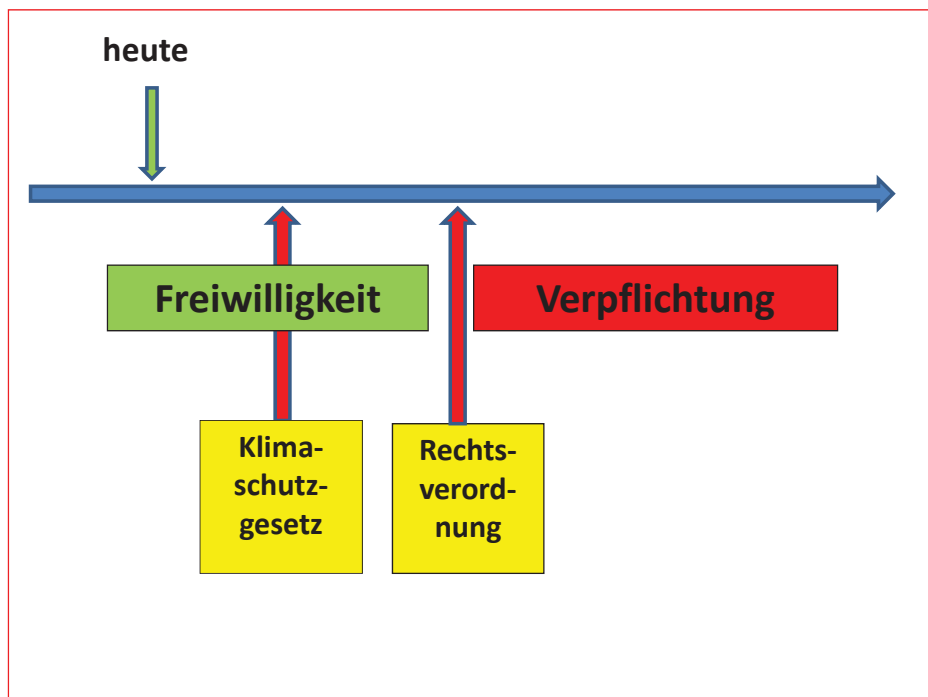 heute
Freiwilligkeit
Verpflichtung
Klima-
schutz-
gesetz
Rechts-
verord-
nung